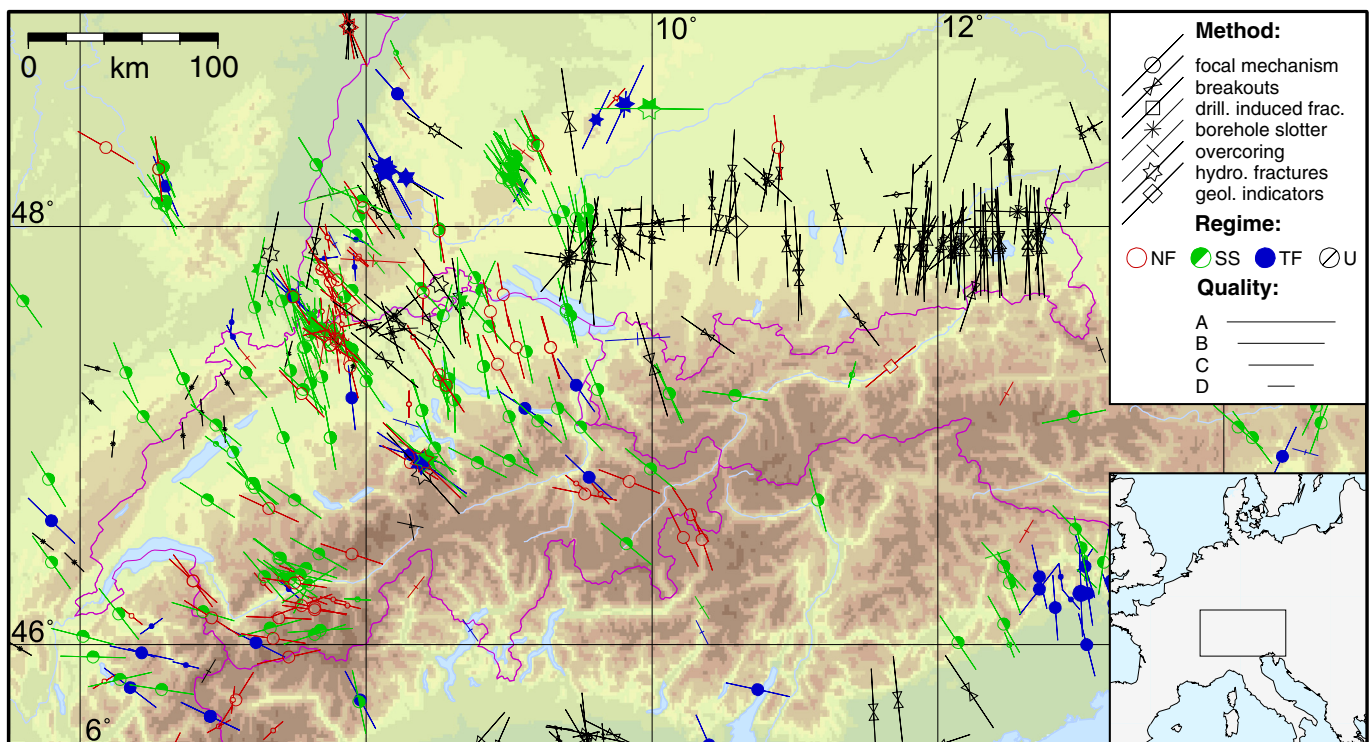 10°
12°
0 100
km
48°
46°
6°
Method:
focal mechanism
breakouts
drill. induced frac.
borehole slotter
overcoring
hydro. fractures
geol. indicators
Regime:
NF SS TF U
Quality:
A
B
C
D